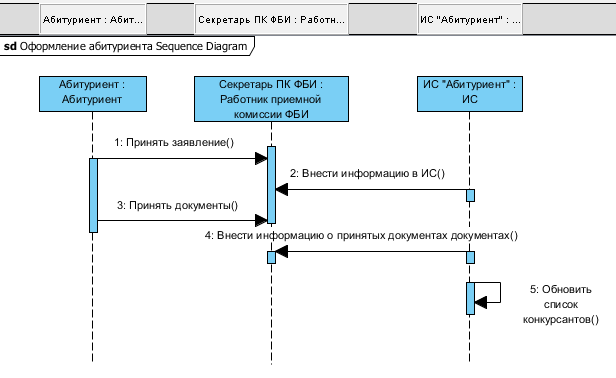 Абитуриент : Абит...
Секретарь ПК ФБИ : Работн...
ИС "Абитуриент" : ...
sd Оформление абитуриента Sequence Diagram
Абитуриент :
Абитуриент
Секретарь ПК ФБИ :
Работник приемной
комиссии ФБИ
ИС "Абитуриент" :
ИС
1: Принять заявление()
2: Внести информацию в ИС()
3: Принять документы()
4: Внести информацию о принятых документах документах()
5: Обновить
список
конкурсантов()